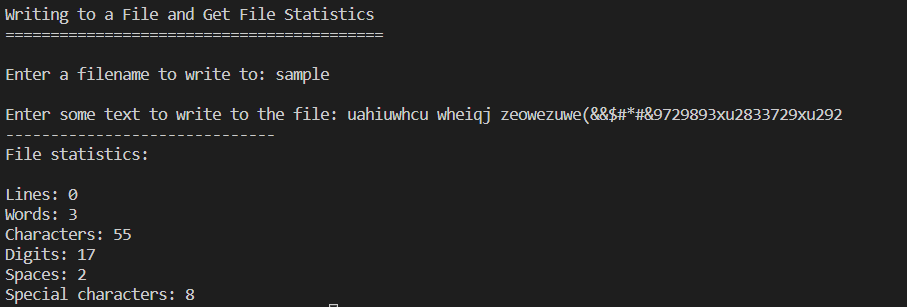 Writing to a File and Get File Statistics
==========================================
Enter a filename to write to: sample
Enter some text to write to the file: uahiuwhcu wheiqj zeowezuwe(&&$#*#&9729893xu2833729xu292
------------------------------
File statistics:
Lines: 0
Words: 3
Characters: 55
Digits: 17
Spaces: 2
Special characters: 8